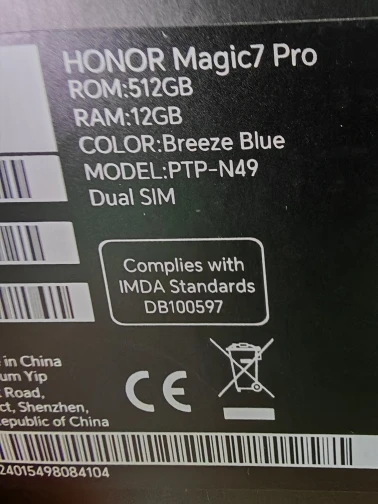 HONOR Magic7 Pro
ROM:512GB
RAM:12GB
COLOR:Breeze Blue
MODEL:PTP-N49
Dual SIM
Complies with
IMDA Standards
DB100597
in China
um Yip
Road,
ct, Shenzhen,
epublic of China
CE
24015498084104